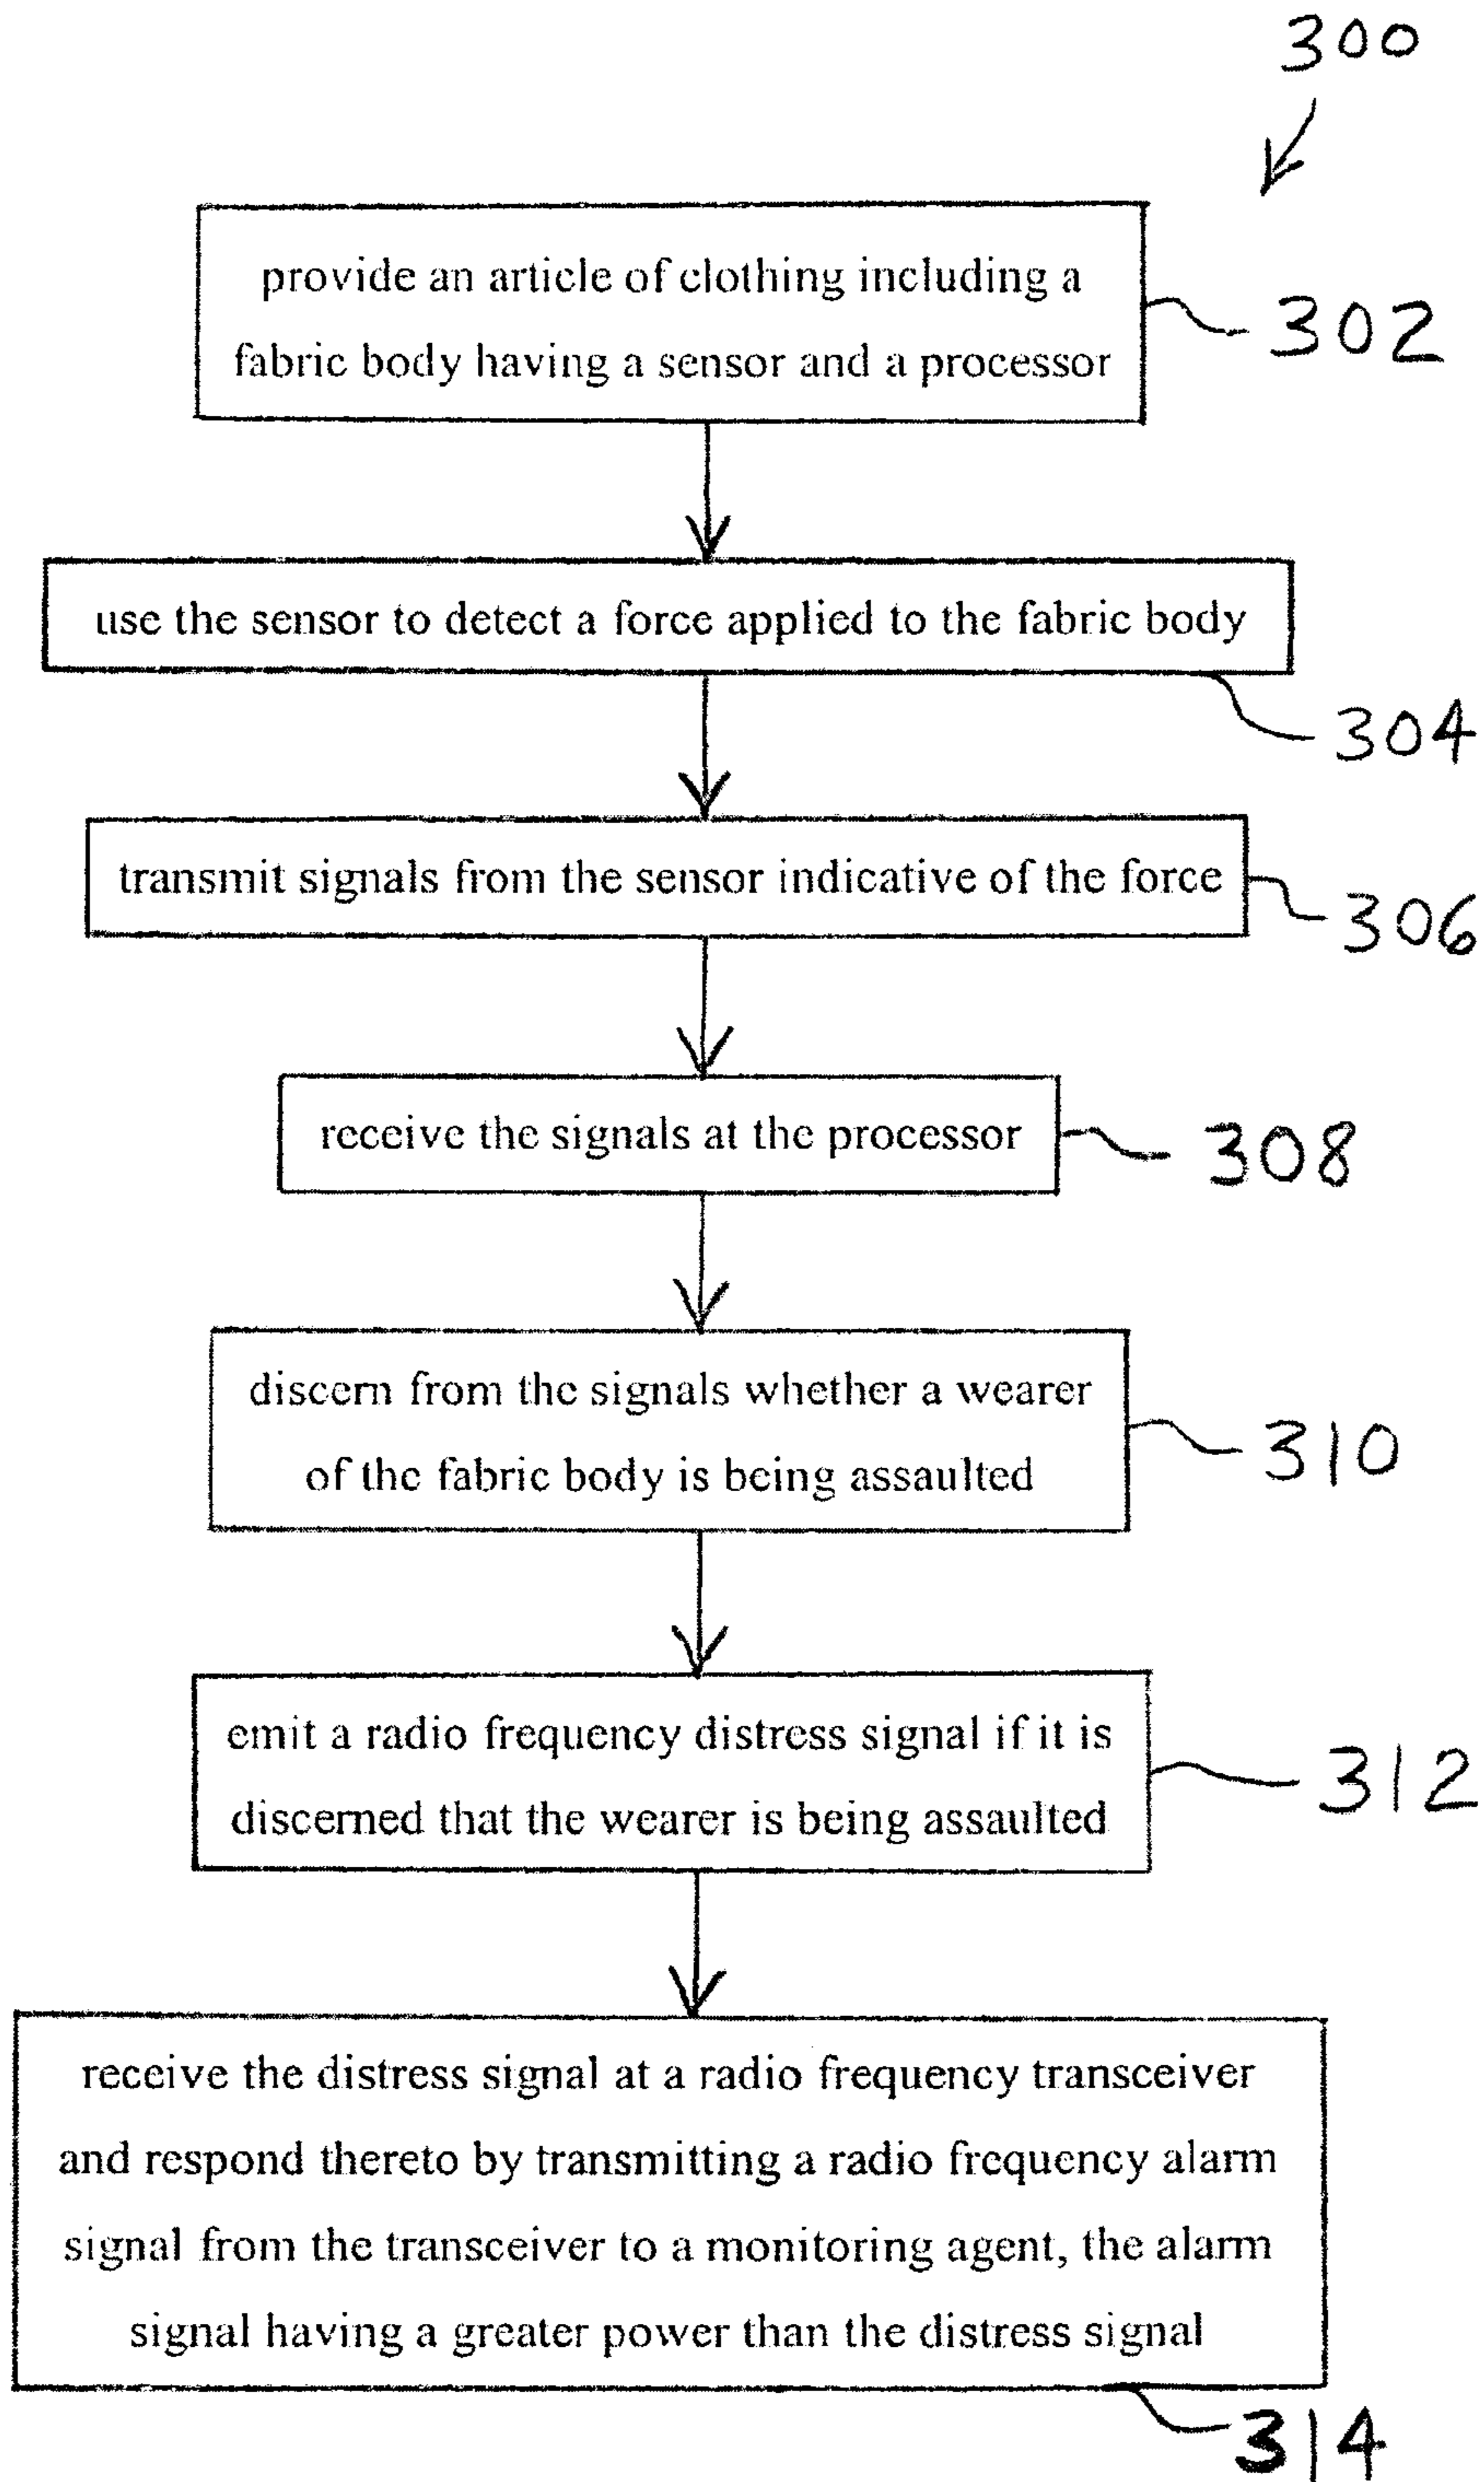 300
provide an article of clothing including a
fabric body having a sensor and a processor
302
use the sensor to detect a force applied to the fabric body
304
transmit signals from the sensor indicative of the force
306
receive the signals at the processor
308
discern from the signals whether a wearer
of the fabric body is being assaulted
310
emit a radio frequency distress signal if it is
discerned that the wearer is being assaulted
312
receive the distress signal at a radio frequency transceiver
and respond thereto by transmitting a radio frequency alarm
signal from the transceiver to a monitoring agent, the alarm
signal having a greater power than the distress signal
314